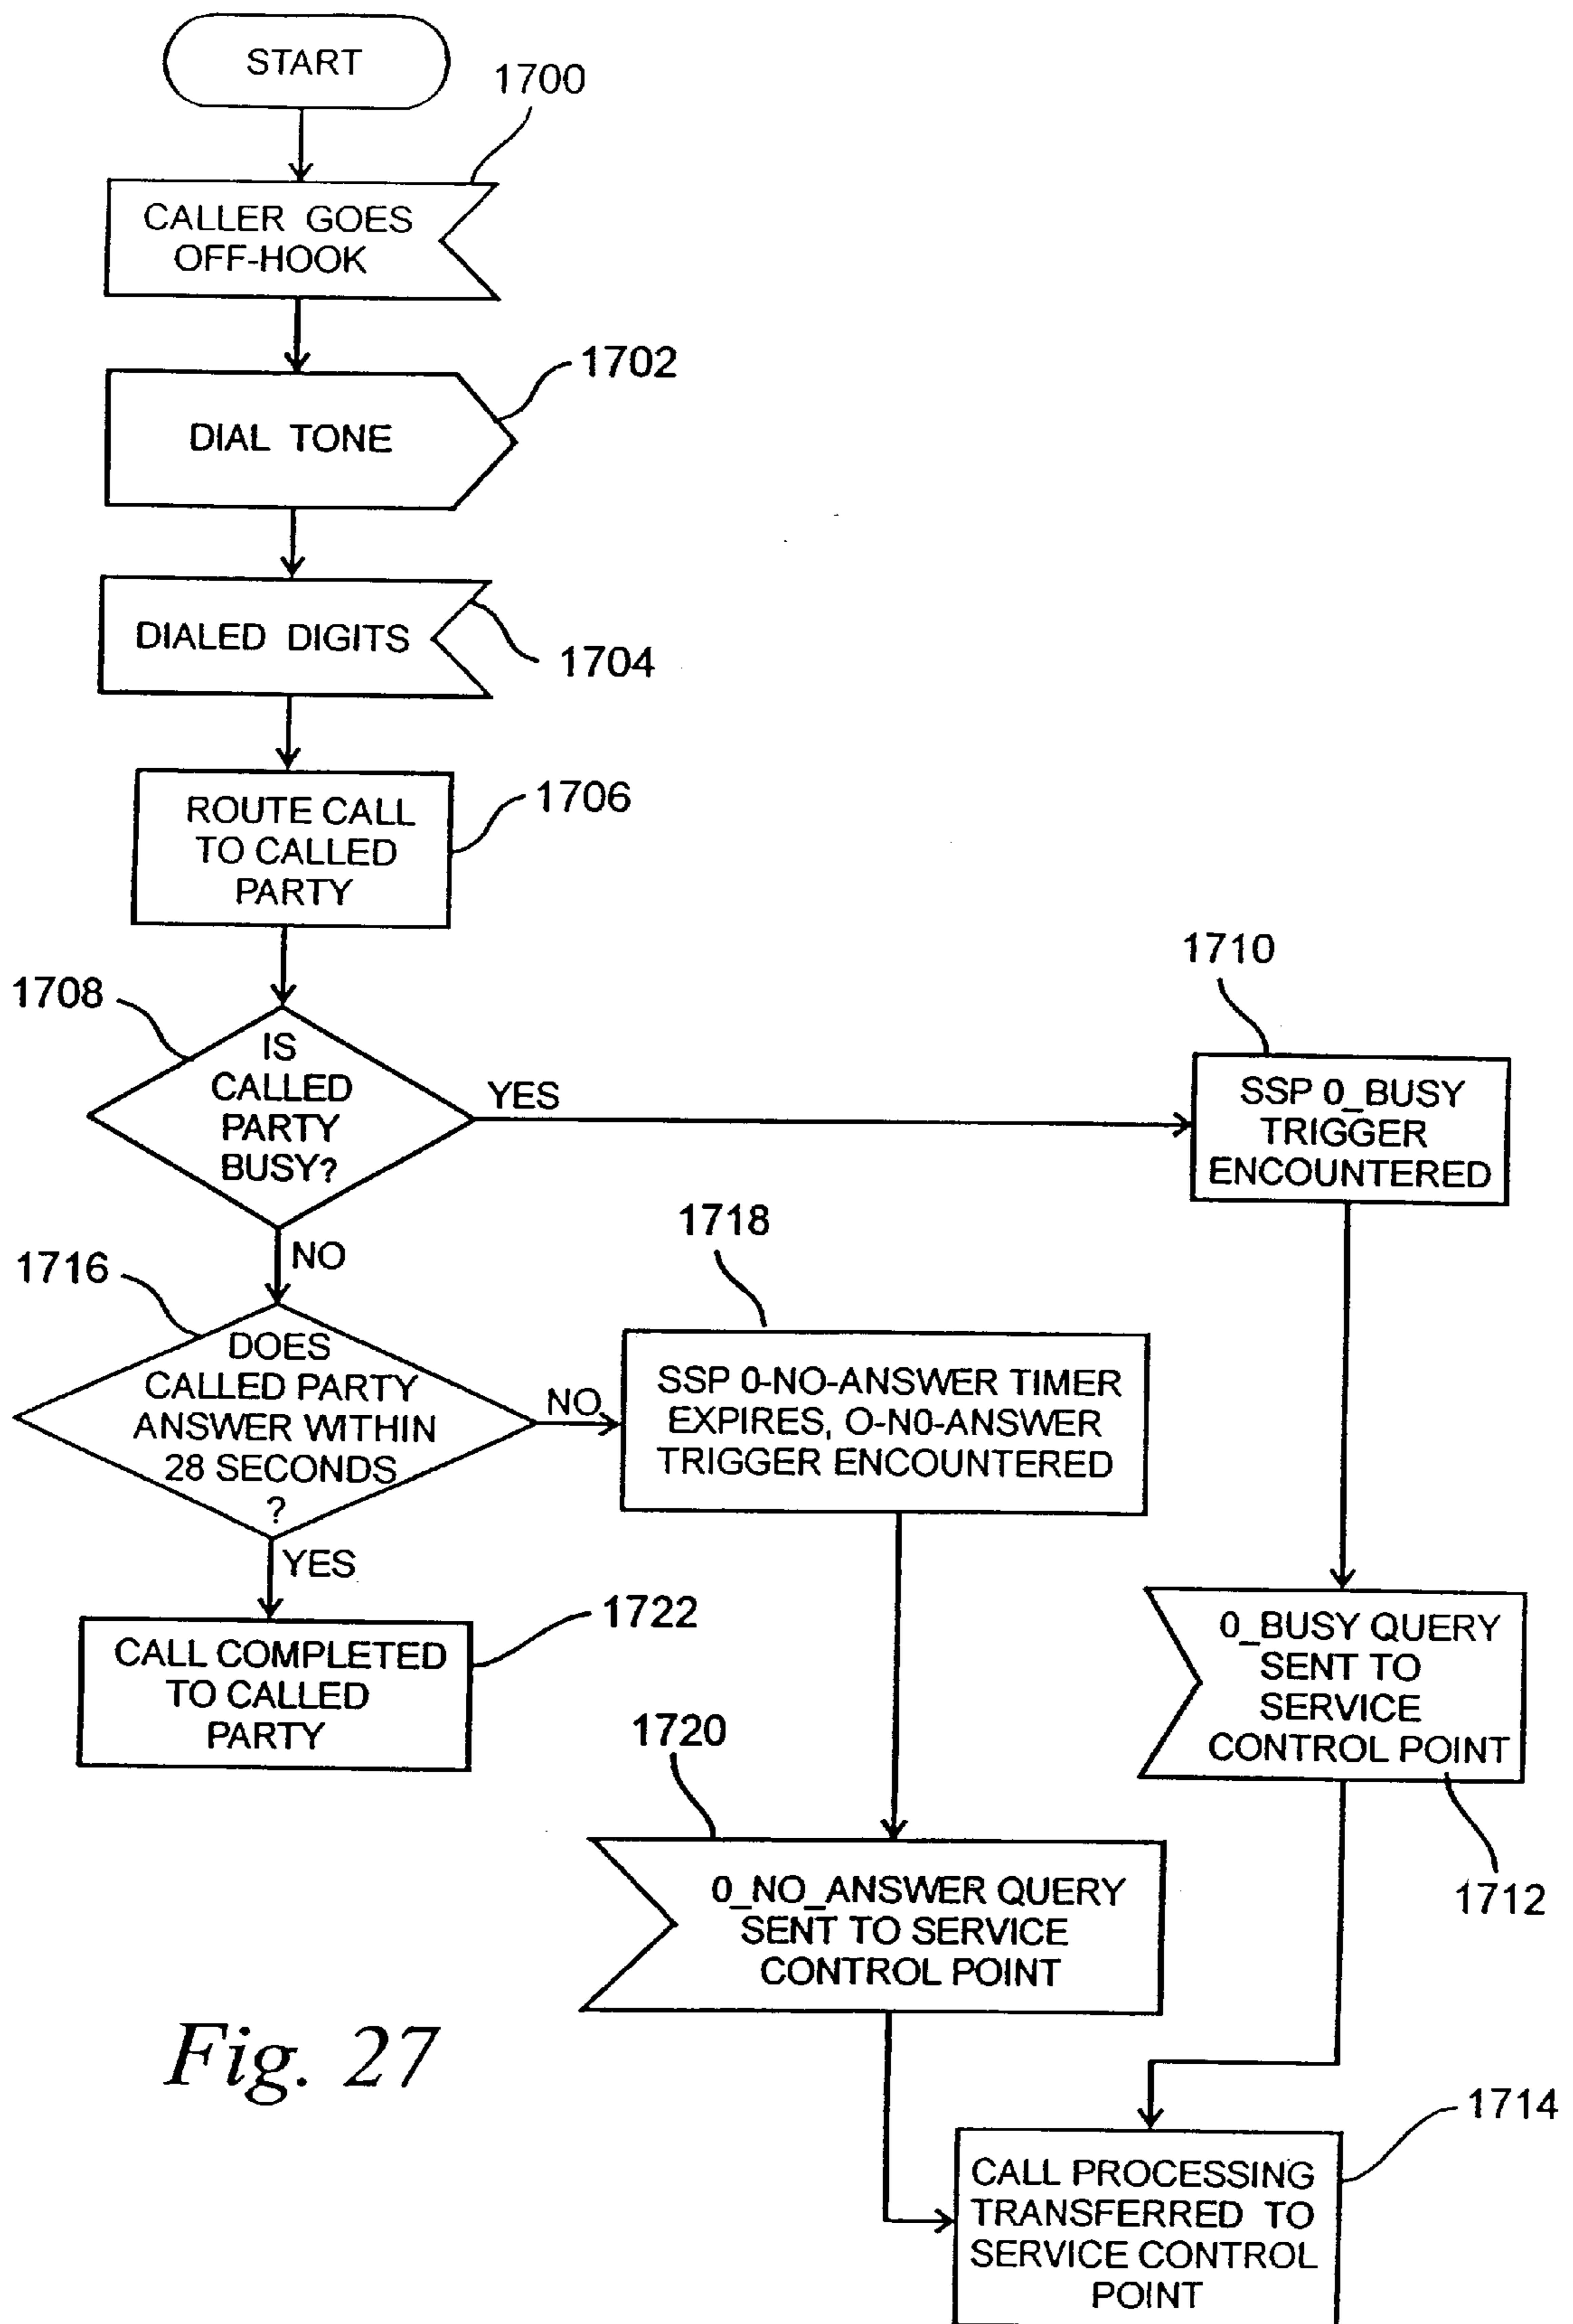 START
1700
CALLER GOES
OFF-HOOK
1702
DIAL TONE
DIALED DIGITS
1704
1706
ROUTE CALL
TO CALLED
PARTY
1708
IS
CALLED
PARTY
BUSY?
YES
1710
SSP 0_BUSY
TRIGGER
ENCOUNTERED
NO
1716
DOES
CALLED PARTY
ANSWER WITHIN
28 SECONDS
?
NO
1718
SSP 0-NO-ANSWER TIMER
EXPIRES, O-N0-ANSWER
TRIGGER ENCOUNTERED
YES
1722
CALL COMPLETED
TO CALLED
PARTY
0_BUSY QUERY
SENT TO
SERVICE
CONTROL POINT
1712
1720
0_NO_ANSWER QUERY
SENT TO SERVICE
CONTROL POINT
1714
CALL PROCESSING
TRANSFERRED TO
SERVICE CONTROL
POINT
Fig. 27